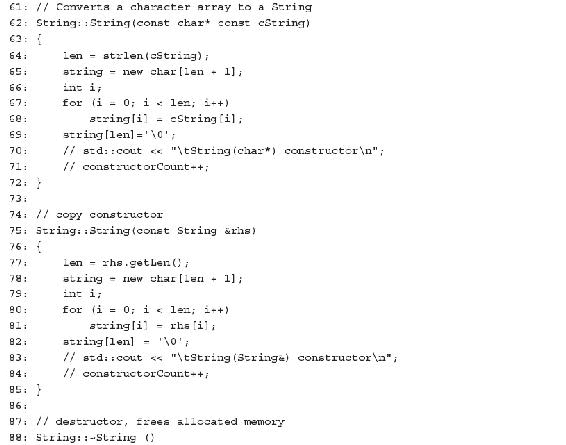 61: // Converts a character array to a String
62: String::String(const char* const cString)
63: {
64:     len = strlen(cString);
65:     string = new char[len + 1];
66:     int i;
67:     for (i = 0; i < len; i++)
68:         string[i] = cString[i];
69:     string[len]='\0';
70:     // std::cout << "\tString(char*) constructor\n";
71:     // constructorCount++;
72: }
73:
74: // copy constructor
75: String::String(const String &rhs)
76: {
77:     len = rhs.getLen();
78:     string = new char[len + 1];
79:     int i;
80:     for (i = 0; i < len; i++)
81:         string[i] = rhs[i];
82:     string[len] = '\0';
83:     // std::cout << "\tString(String&) constructor\n";
84:     // constructorCount++;
85: }
86:
87: // destructor, frees allocated memory
88: String::~String ()